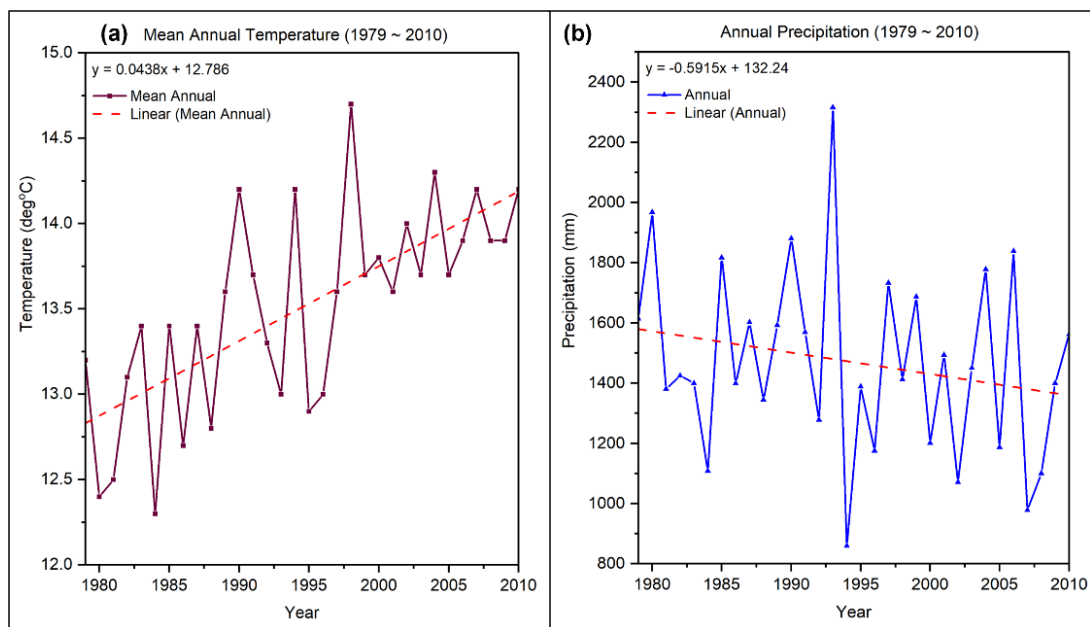 (a) Mean Annual Temperature (1979 ~ 2010)
y = 0.0438x + 12.786
Mean Annual
Linear (Mean Annual)
Temperature (deg°C)
15.0
14.5
14.0
13.5
13.0
12.5
12.0
1980 1985 1990 1995 2000 2005 2010
Year
(b) Annual Precipitation (1979 ~ 2010)
y = -0.5915x + 132.24
Annual
Linear (Annual)
Precipitation (mm)
2400
2200
2000
1800
1600
1400
1200
1000
800
1980 1985 1990 1995 2000 2005 2010
Year